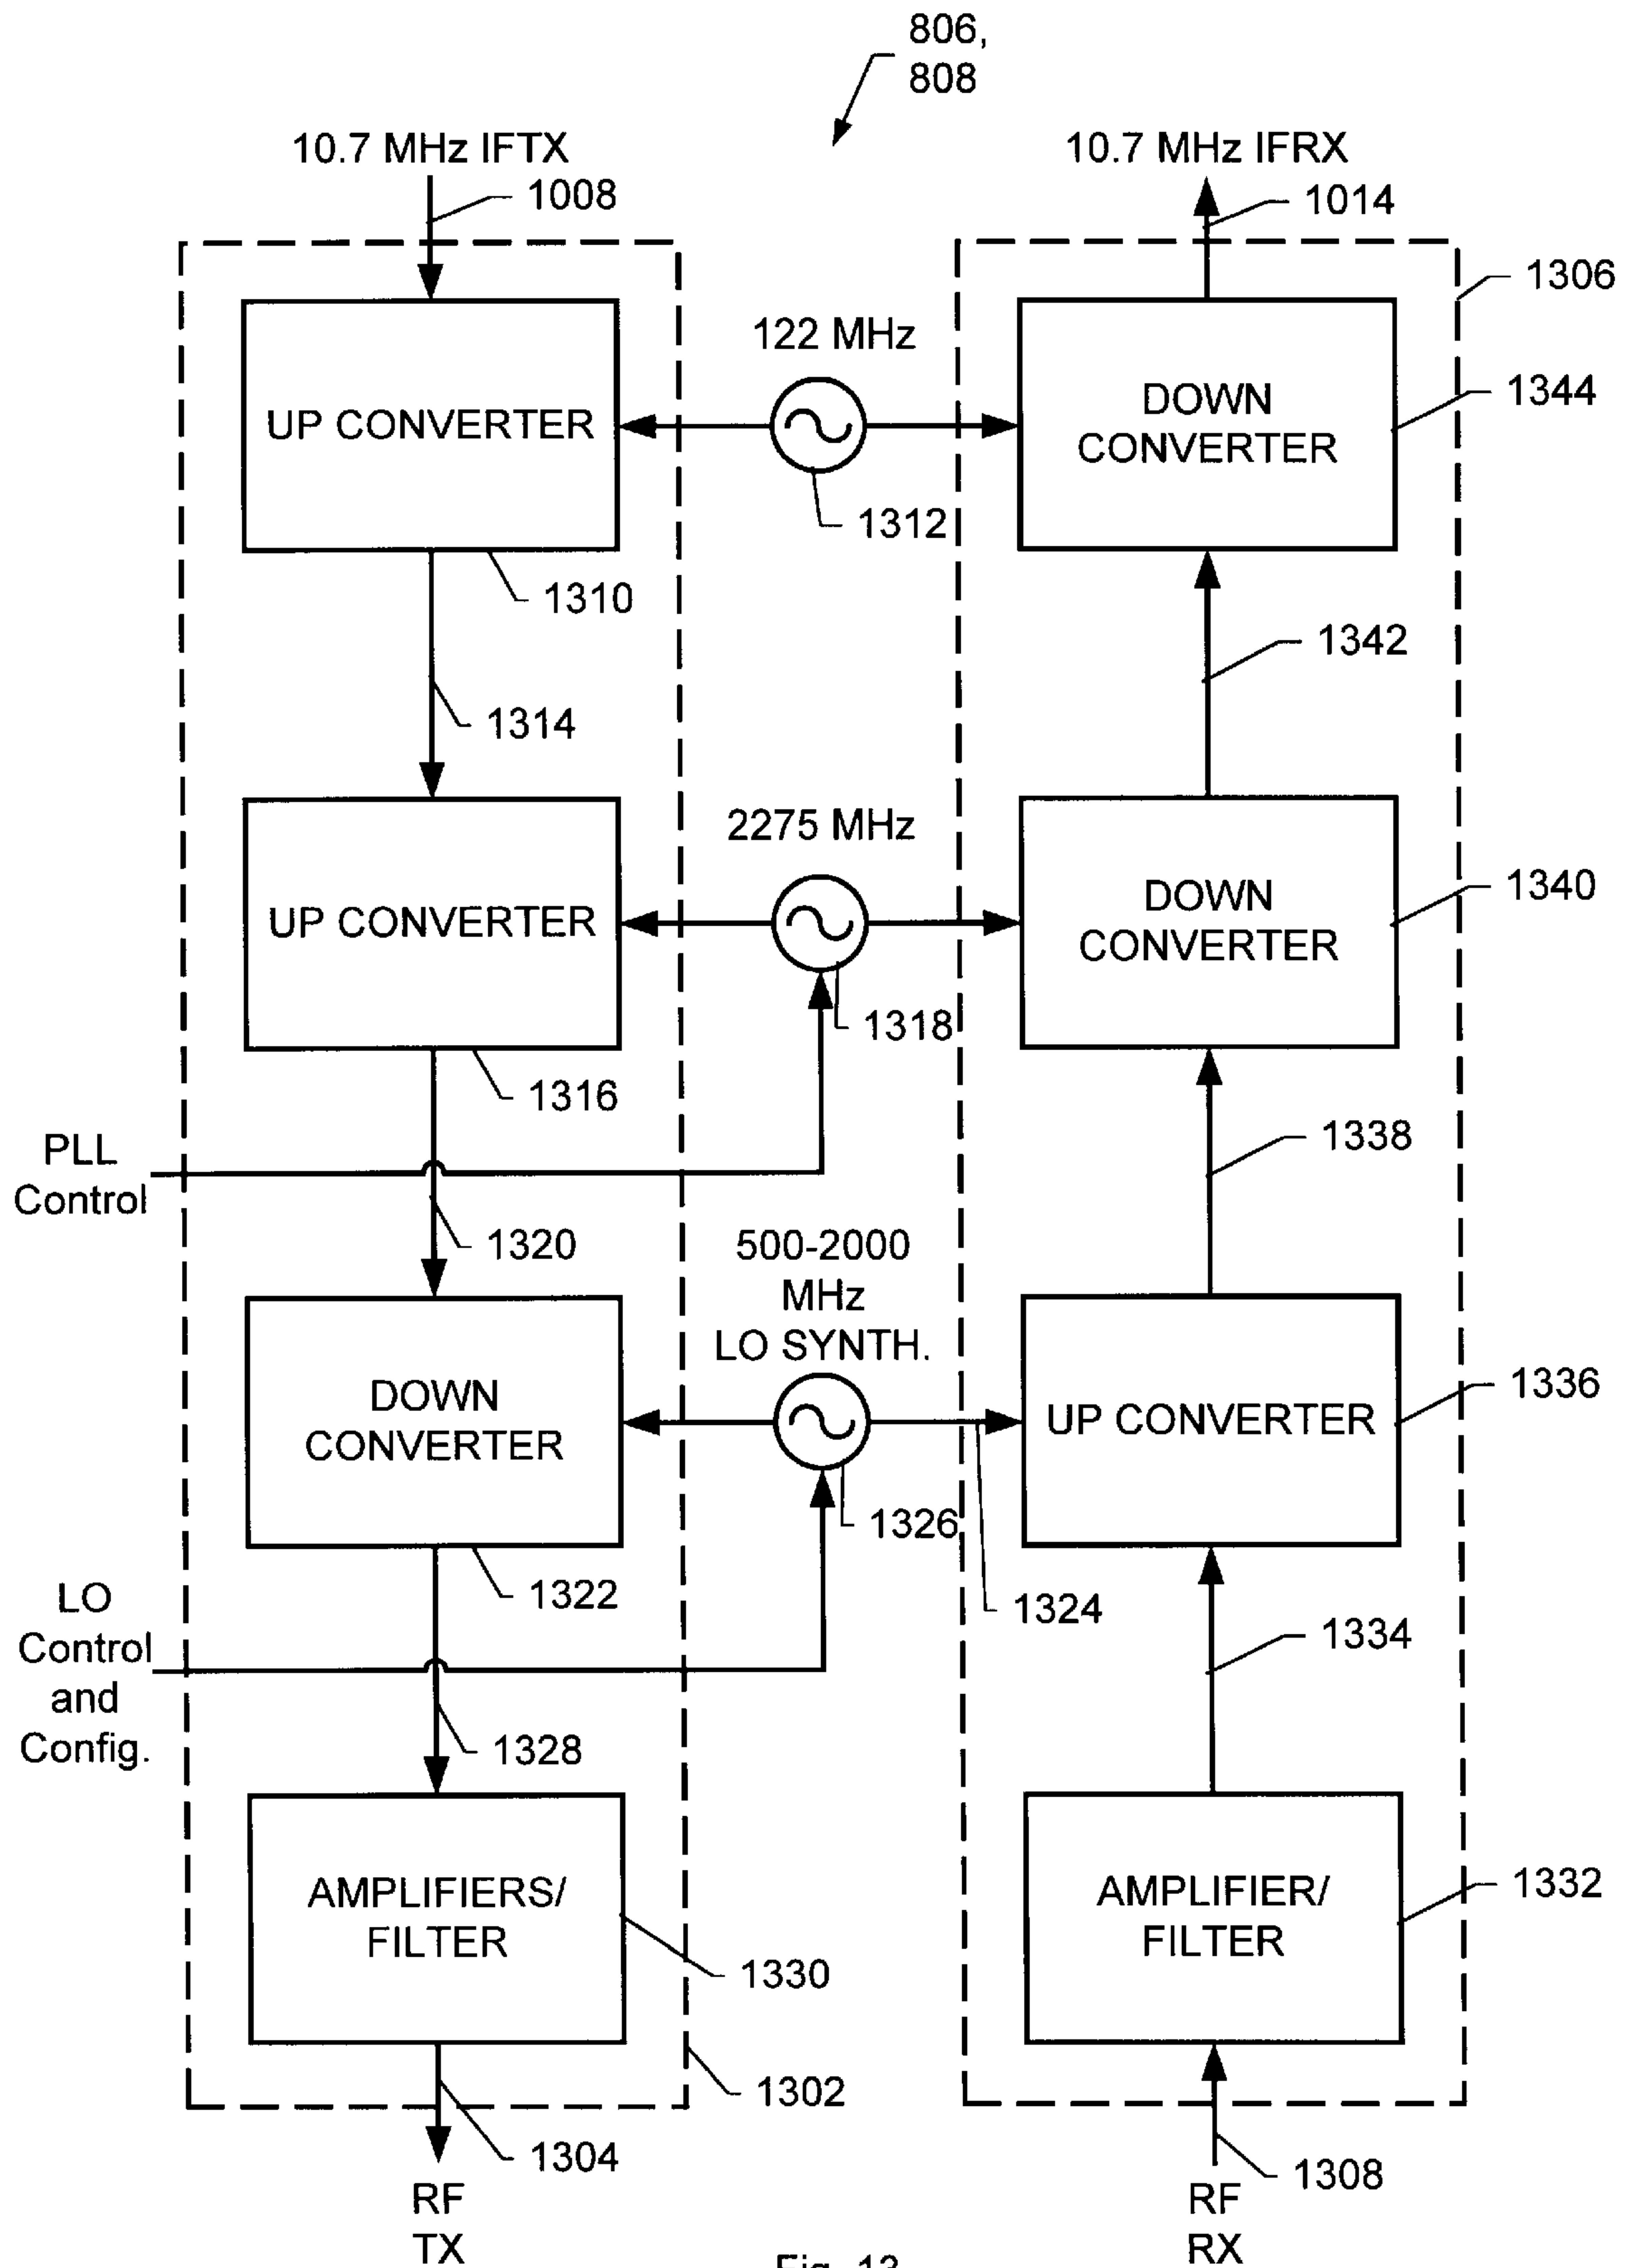 806,
808
10.7 MHz IFTX
10.7 MHz IFRX
1008
1014
1306
122 MHz
UP CONVERTER
DOWN
CONVERTER
1344
1312
1310
1342
1314
2275 MHz
UP CONVERTER
DOWN
CONVERTER
1340
1318
1316
PLL
Control
1338
1320
500-2000
MHz
LO SYNTH.
DOWN
CONVERTER
UP CONVERTER
1336
1326
1322
1324
LO
Control
and
Config.
1334
1328
AMPLIFIERS/
FILTER
AMPLIFIER/
FILTER
1332
1330
1302
1304
1308
RF
TX
RF
RX
Fig. 13